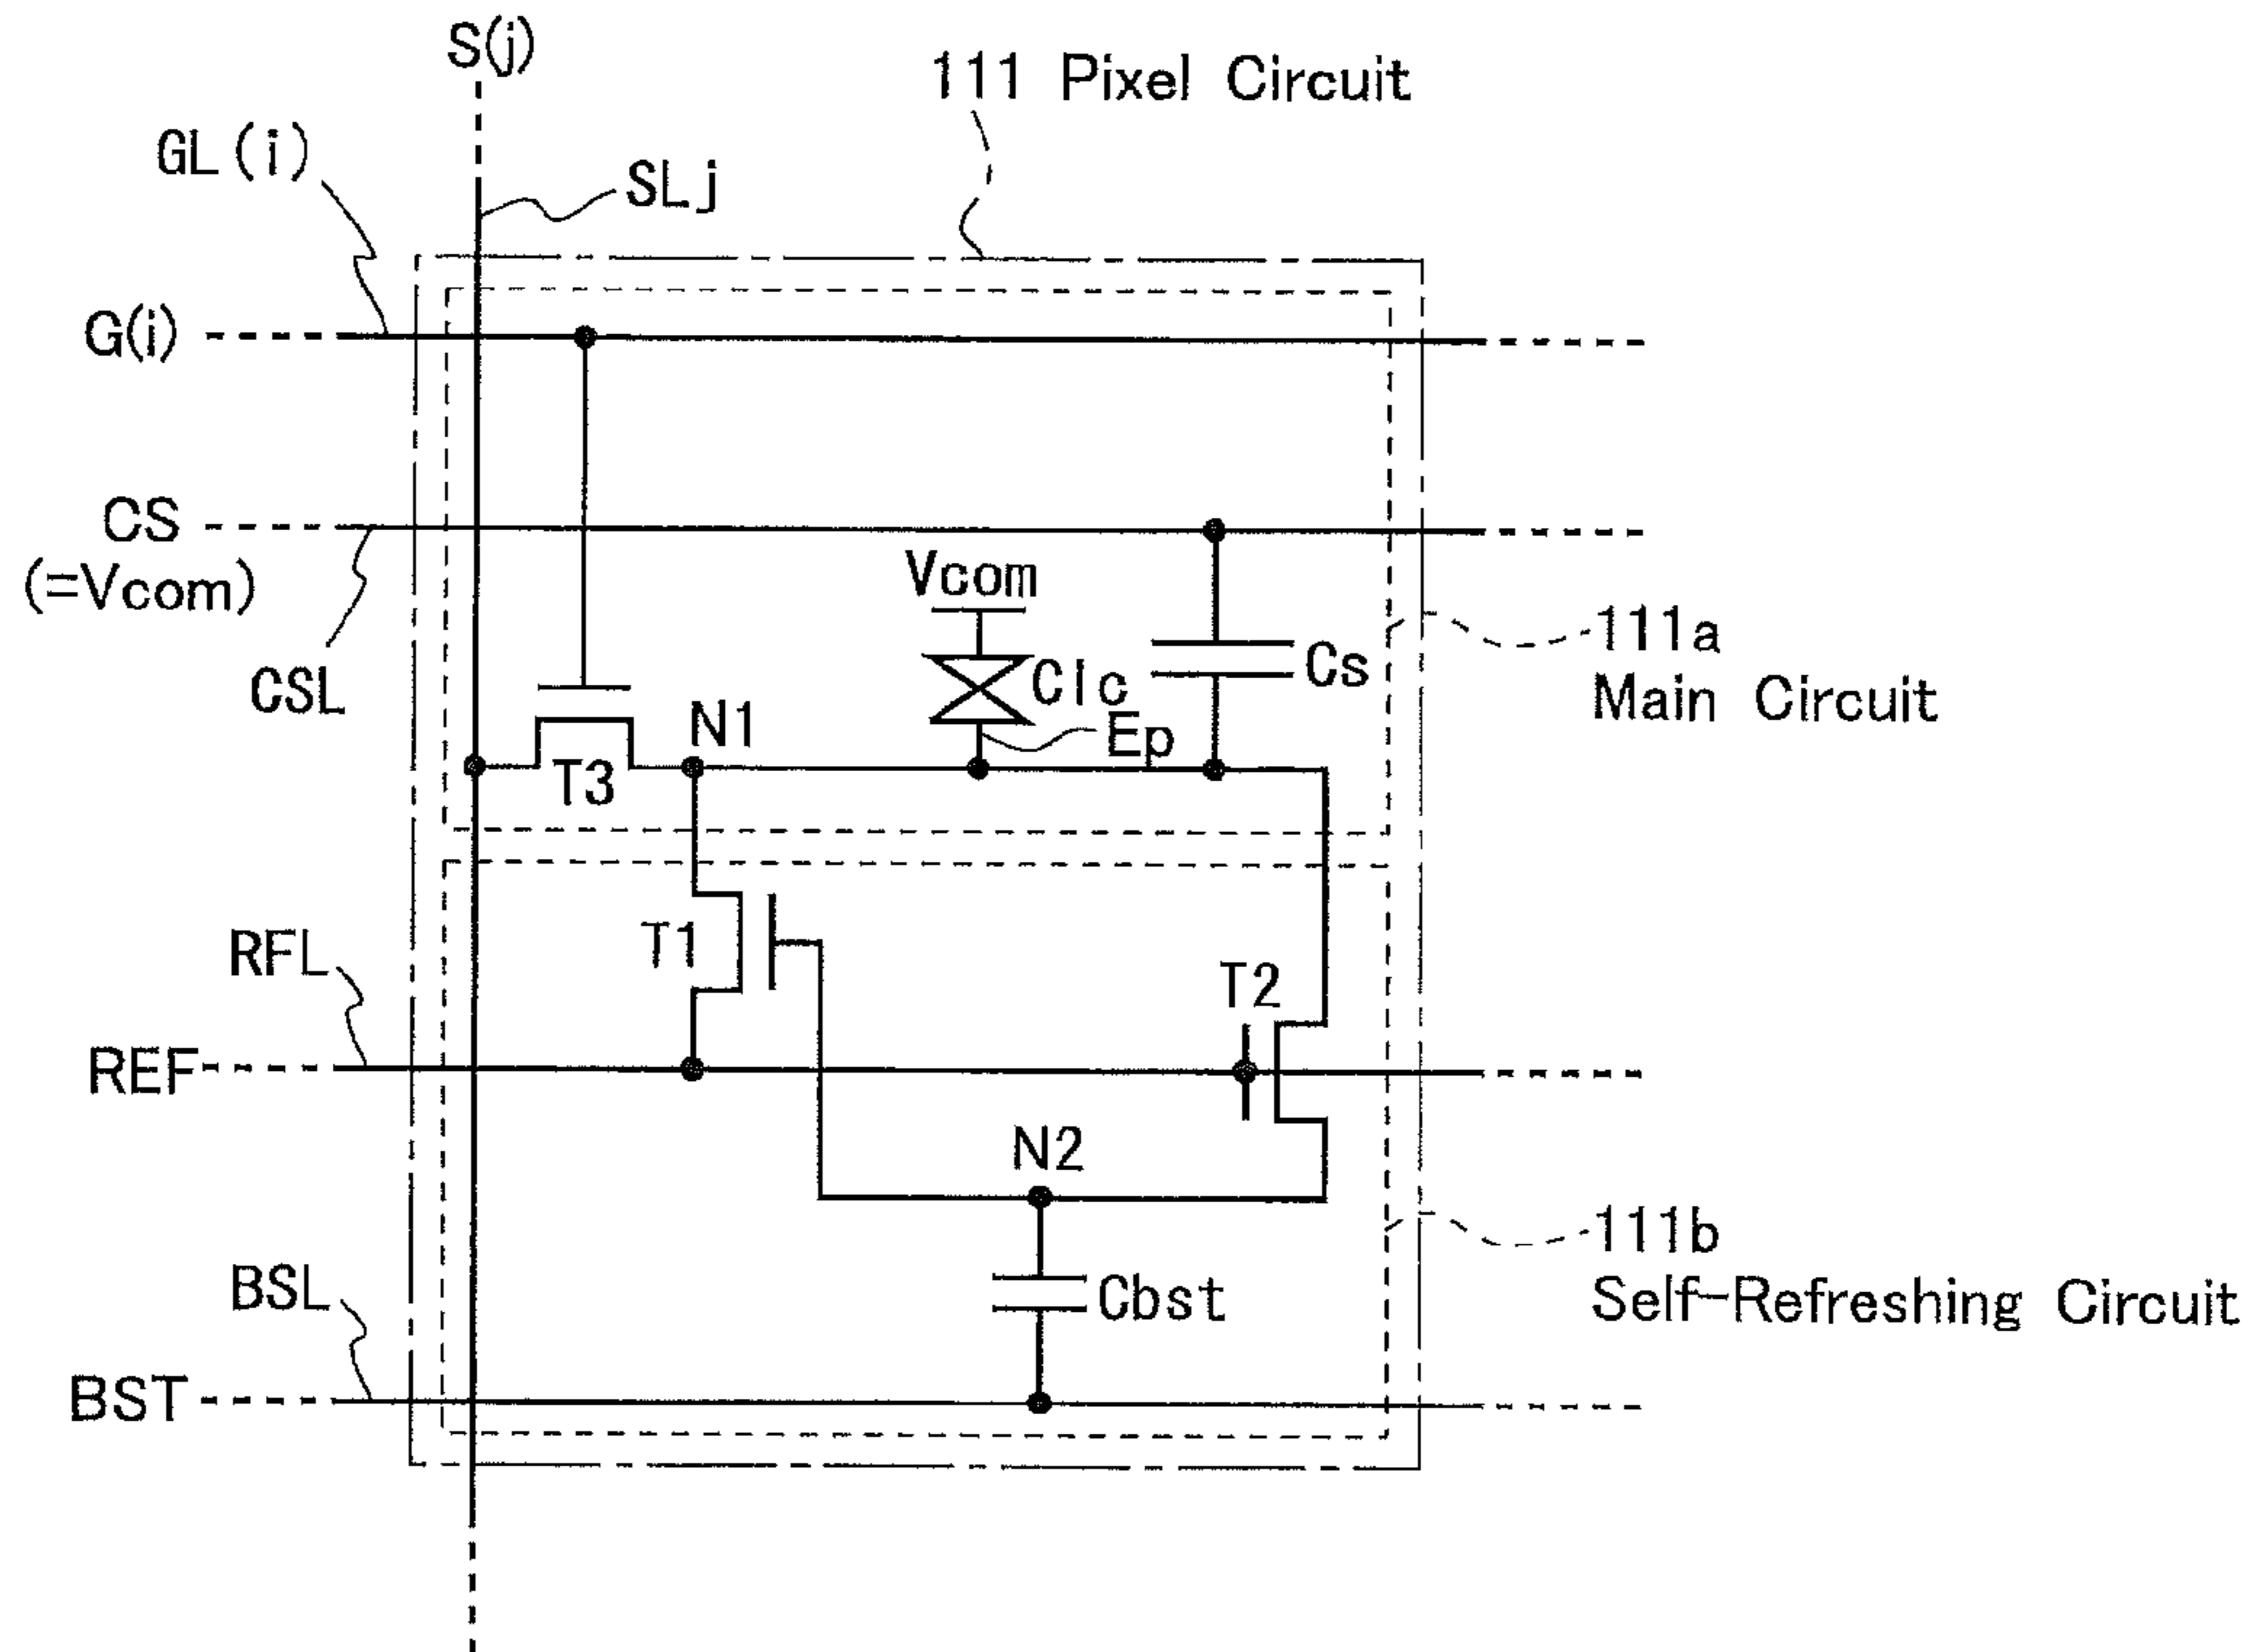 S(j)
111 Pixel Circuit
GL(i)
SLj
G(i)
CS
(=Vcom)
Vcom
CSL
Clc
Cs
111a
Main Circuit
N1
Ep
T3
T1
RFL
T2
REF
N2
111b
Self-Refreshing Circuit
BSL
Cbst
BST